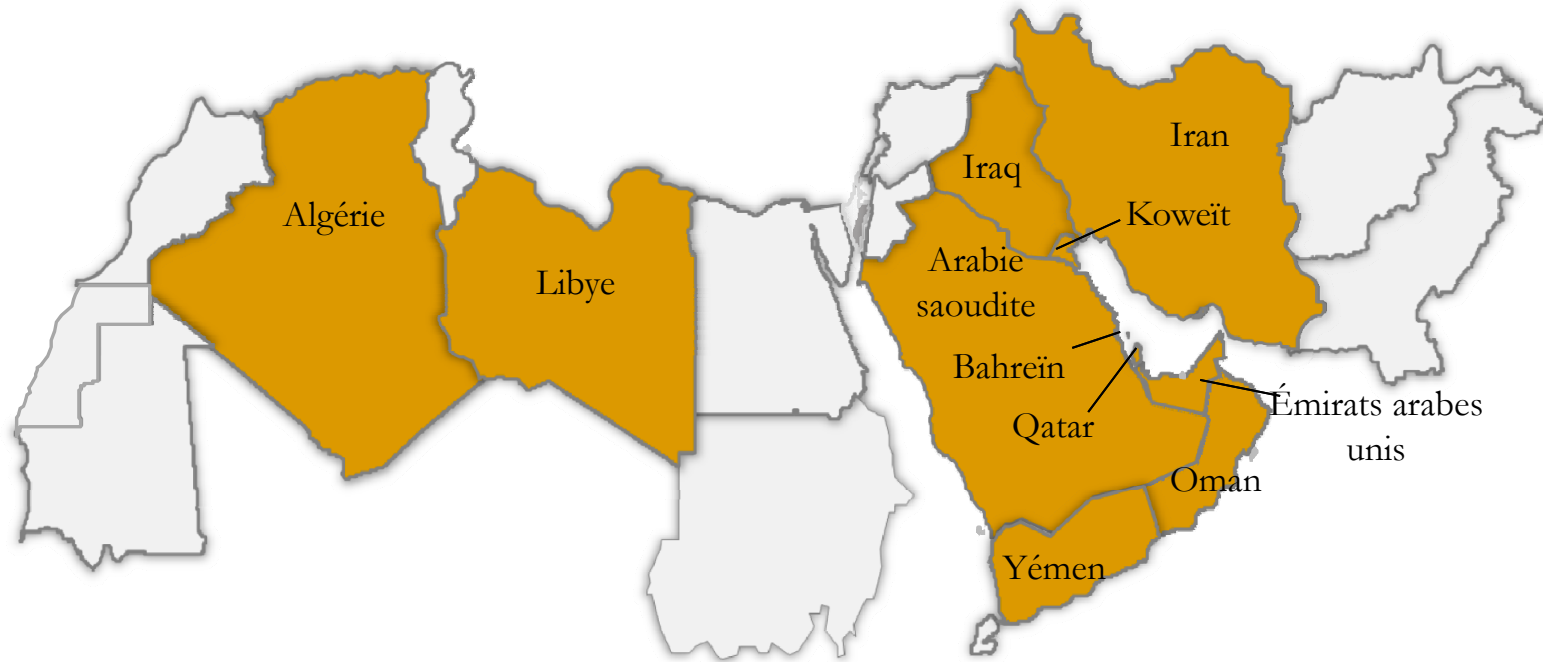 Iran
Iraq
Koweït
Algérie
Arabie
saoudite
Libye
Bahreïn
Qatar
Émirats arabes
unis
Oman
Yémen